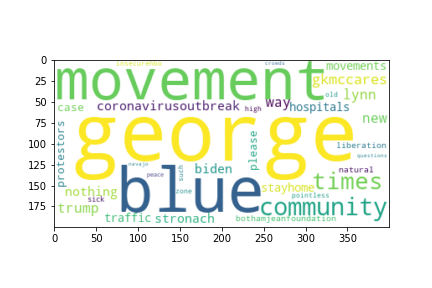 0
insecurehbo crowds movements
movement gkmccares
old lynn
50
case coronavirusoutbreak high way hospitals
75
george new
100
protestors please liberation
125
navajo such biden natural questions
150
blue peace zone stayhome times
nothing sick pointless
175
trump community
traffic stronach bothamjeanfoundation
0 50 100 150 200 250 300 350
25